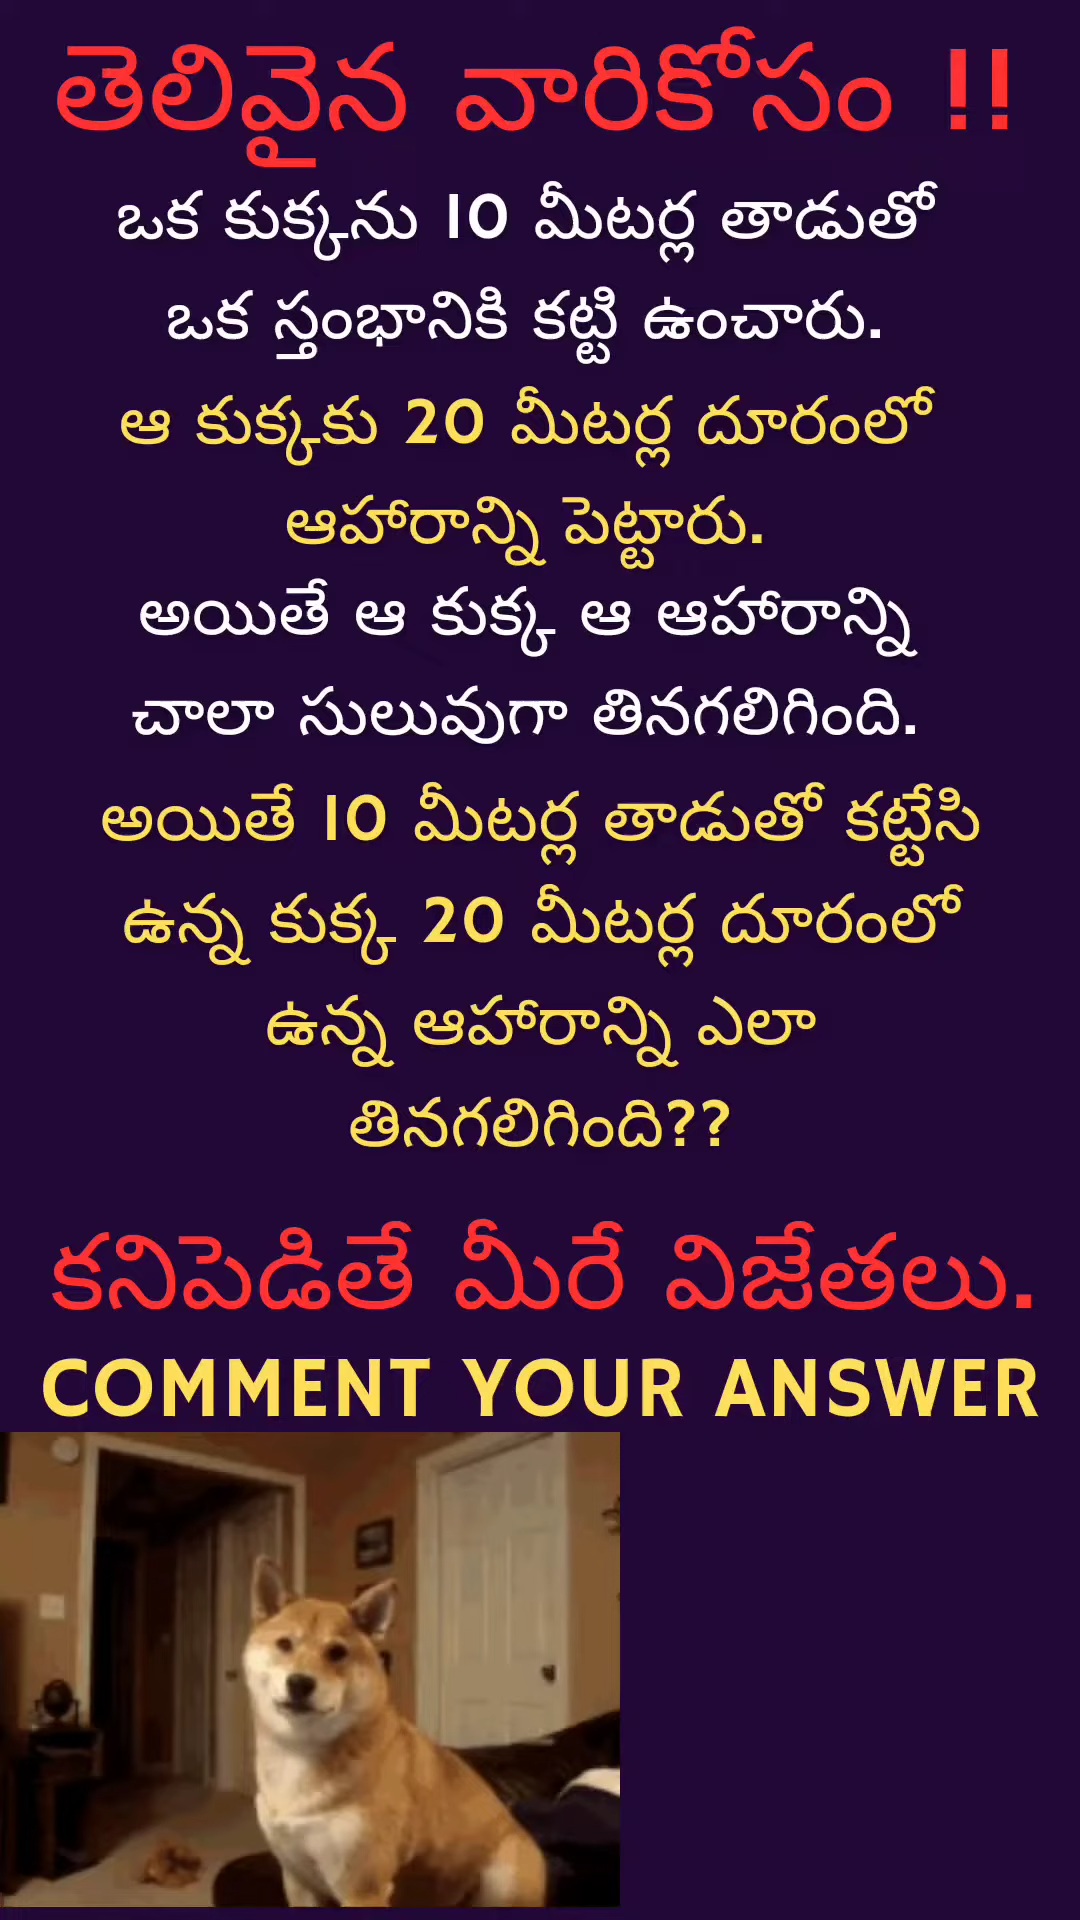 తెలివైన వారికోసం !!
ఒక కుక్కను 10 మీటర్ల తాడుతో
ఒక స్తంభానికి కట్టి ఉంచారు.
ఆ కుక్కకు 20 మీటర్ల దూరంలో
ఆహారాన్ని పెట్టారు.
అయితే ఆ కుక్క ఆ ఆహారాన్ని
చాలా సులువుగా తినగలిగింది.
అయితే 10 మీటర్ల తాడుతో కట్టేసి
ఉన్న కుక్క 20 మీటర్ల దూరంలో
ఉన్న ఆహారాన్ని ఎలా
తినగలిగింది??
కనిపెడితే మీరే విజేతలు.
COMMENT YOUR ANSWER